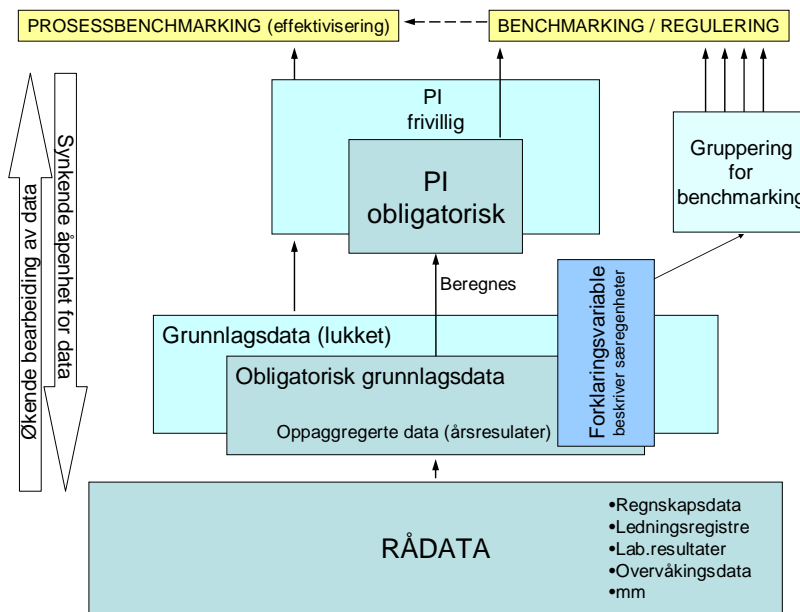 PROSESSBENCHMARKING (effektivisering)
BENCHMARKING / REGULERING
Økende bearbeiding av data
Synkende åpenhet for data
PI
frivillig
PI
obligatorisk
Gruppering
for
benchmarking
Beregnes
Forklaringsvariable
beskriver særegenheter
Grunnlagsdata (lukket)
Obligatorisk grunnlagsdata
Oppaggregerte data (årsresulater)
RÅDATA
•Regnskapsdata
•Ledningsregistre
•Lab.resultater
•Overvåkingsdata
•mm